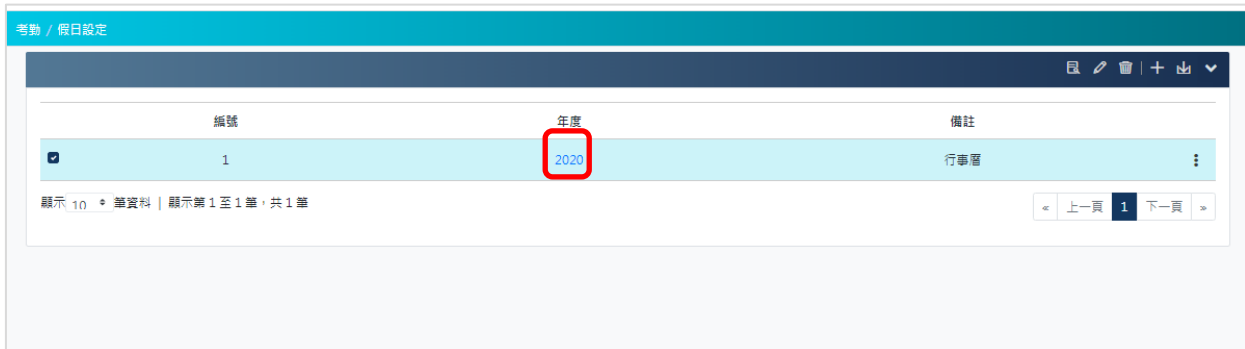 考勤 / 假日設定
編號 年度 備註
1 2020 行事曆
顯示 10 筆資料 | 顯示第 1 至 1 �，共 1 筆
« 上一頁 1 下一頁 »